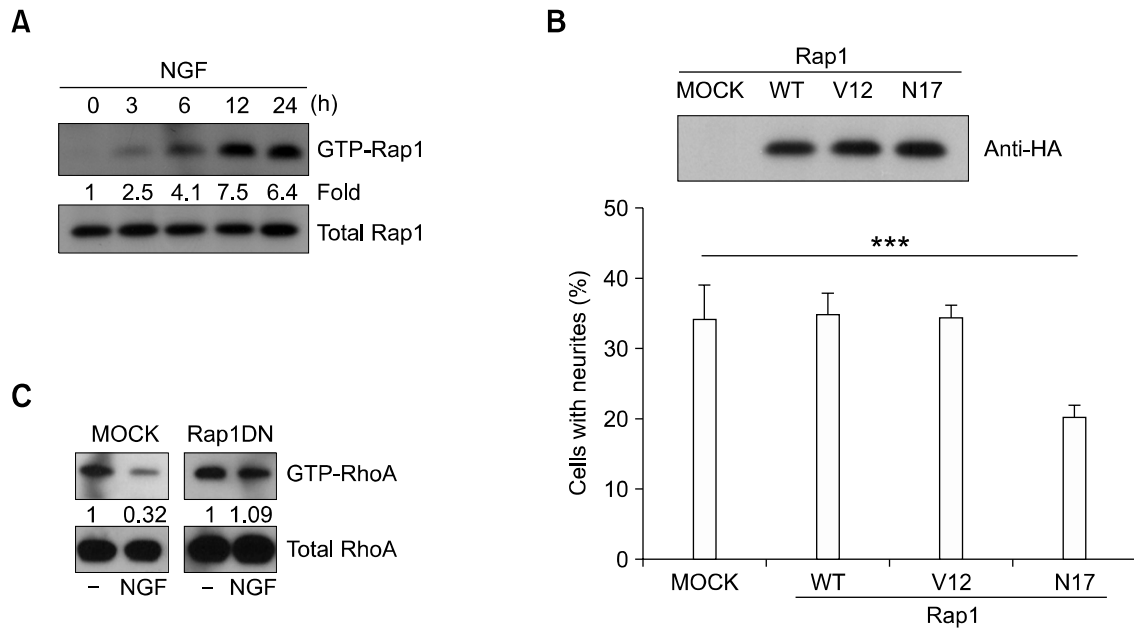 A
NGF
0 3 6 12 24 (h)
GTP-Rap1
1 2.5 4.1 7.5 6.4 Fold
Total Rap1
B
Rap1
MOCK WT V12 N17
Anti-HA
50
40
30
20
10
0
Cells with neurites (%)
***
MOCK WT V12 N17
Rap1
C
MOCK Rap1DN
GTP-RhoA
1 0.32 1 1.09
Total RhoA
– NGF – NGF